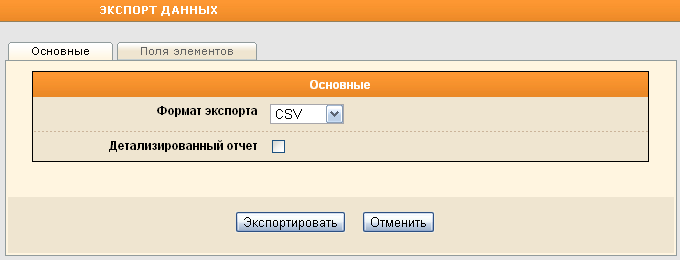 ЭКСПОРТ ДАННЫХ
Основные Поля элементов
Основные
Формат экспорта CSV
Детализированный отчет
Экспортировать Отменить